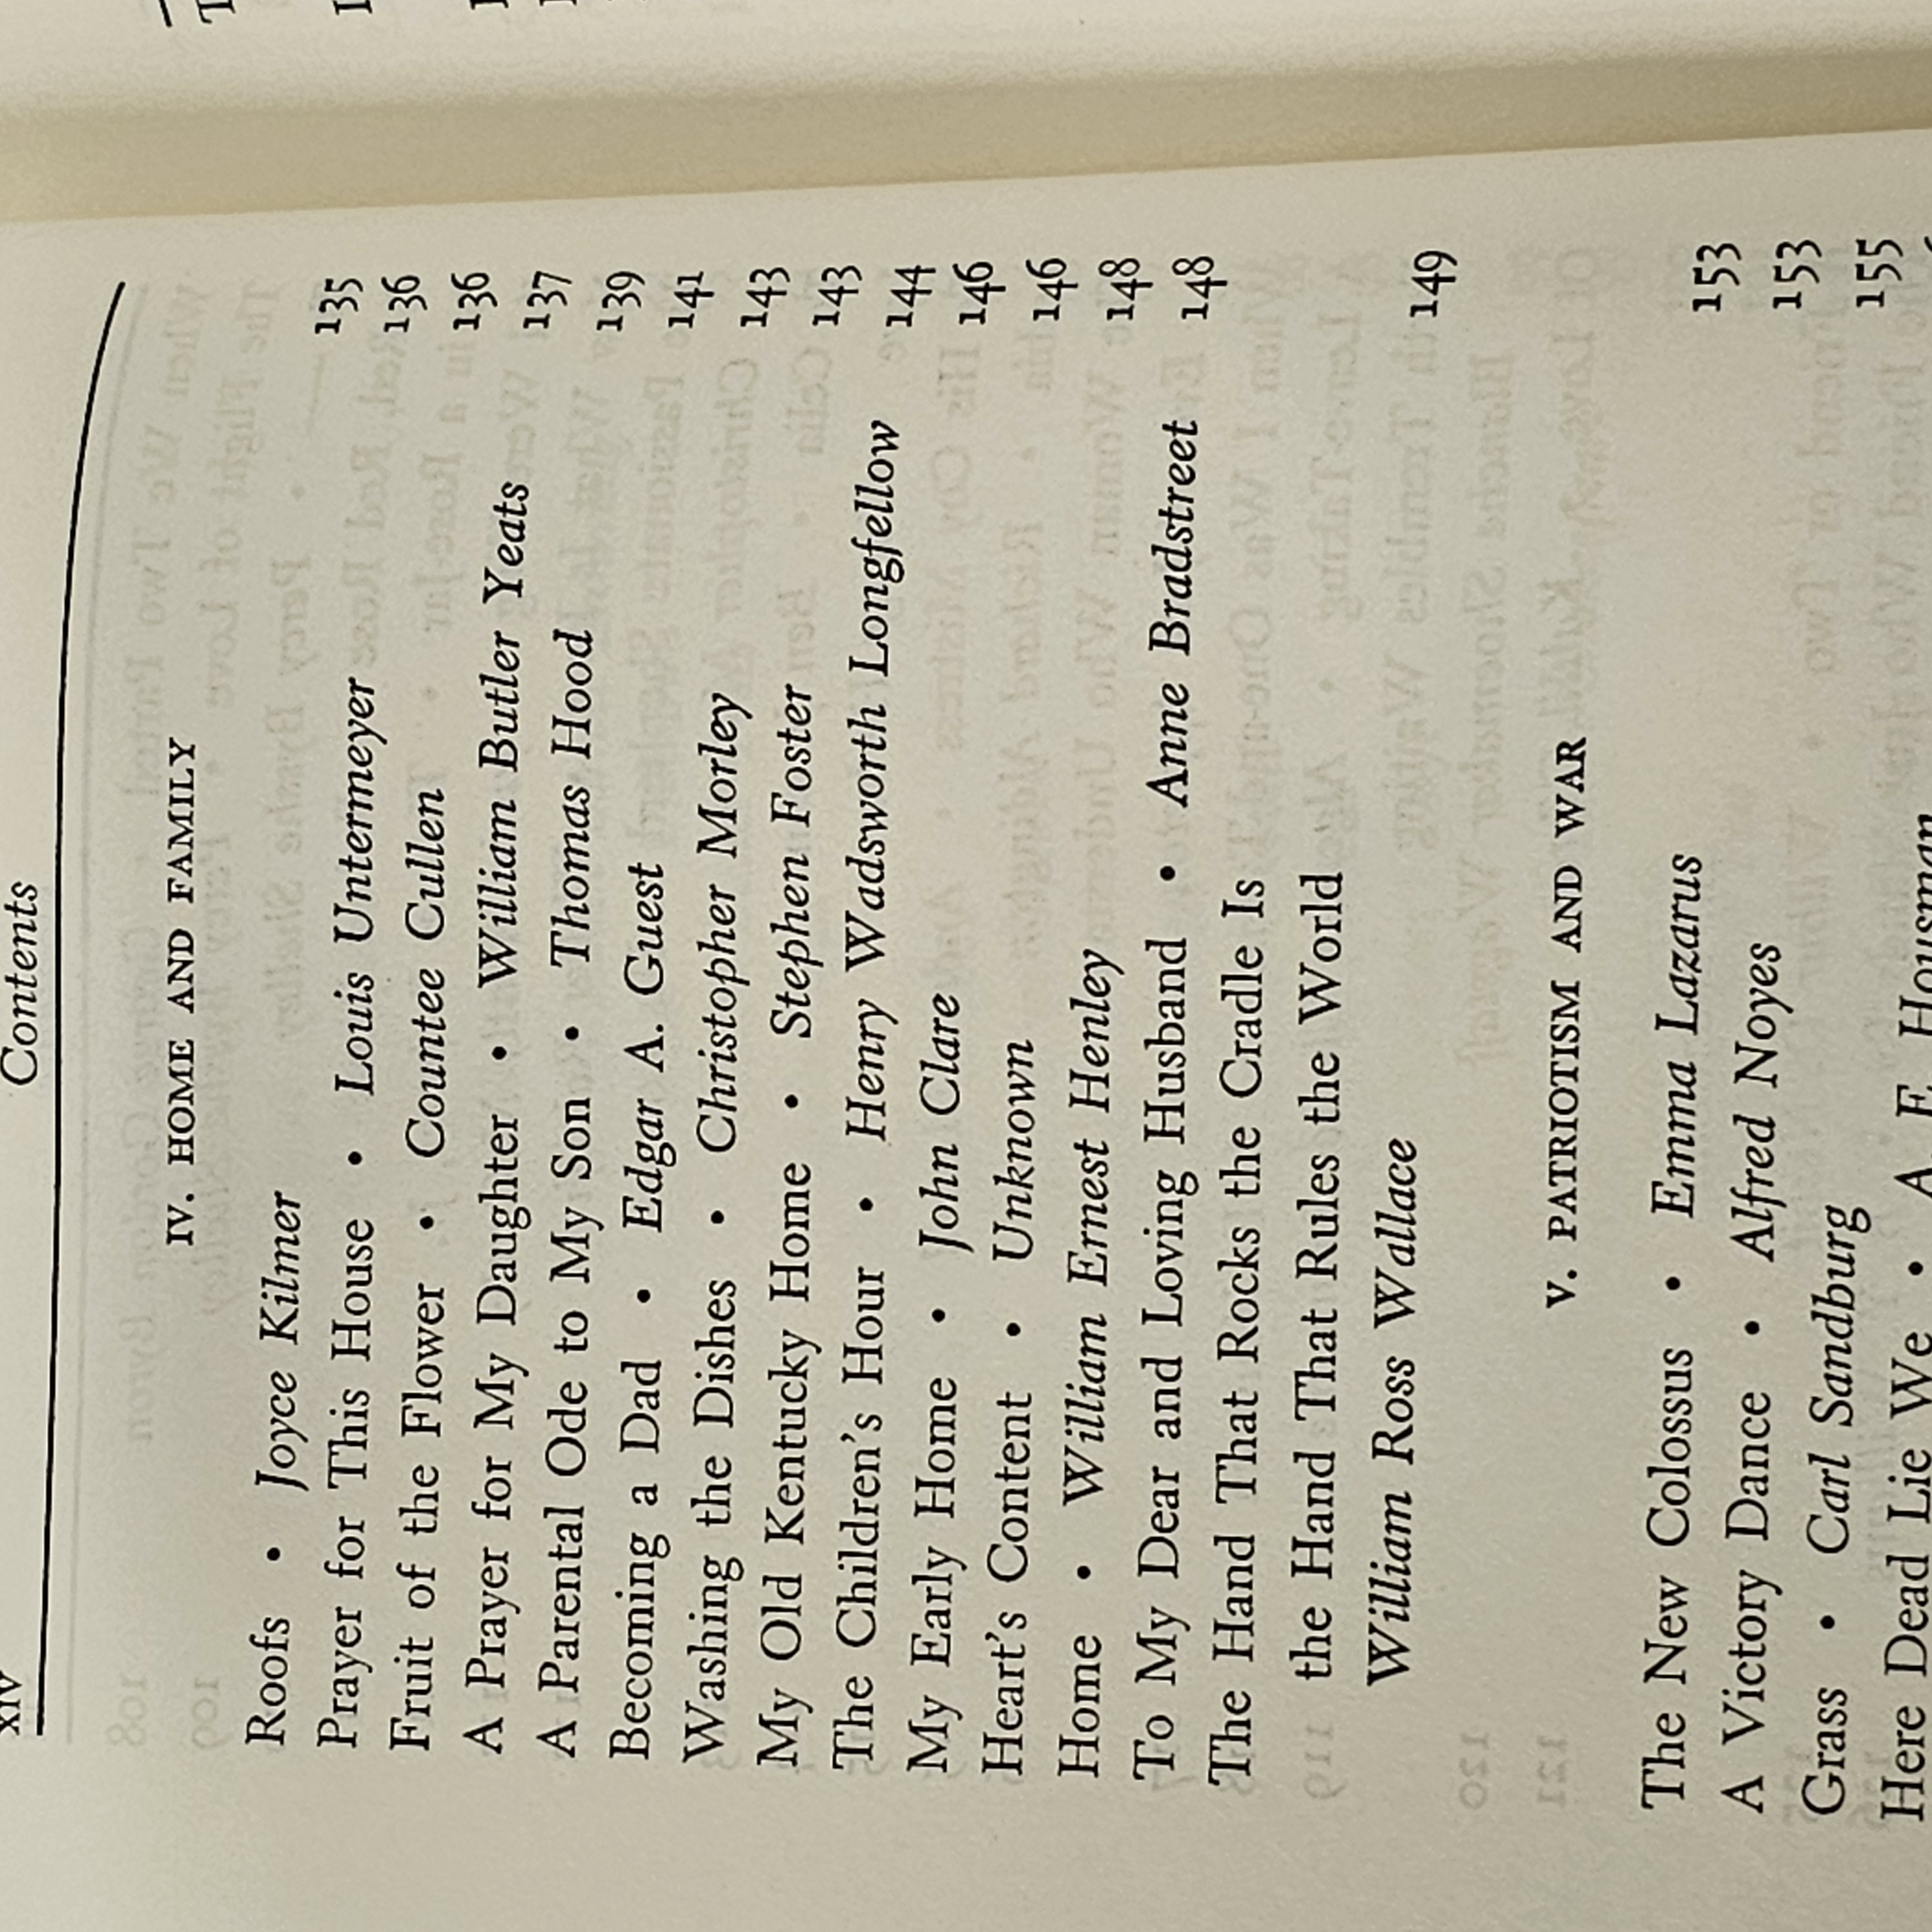 xiv Contents
IV. HOME AND FAMILY
Roofs • Joyce Kilmer 135
Prayer for This House • Louis Untermeyer 136
Fruit of the Flower • Countee Cullen 136
A Prayer for My Daughter • William Butler Yeats 137
A Parental Ode to My Son • Thomas Hood 139
Becoming a Dad • Edgar A. Guest 141
Washing the Dishes • Christopher Morley 143
My Old Kentucky Home • Stephen Foster 143
The Children's Hour • Henry Wadsworth Longfellow 144
My Early Home • John Clare 146
Heart's Content • Unknown 146
Home • William Ernest Henley 148
To My Dear and Loving Husband • Anne Bradstreet 148
The Hand That Rocks the Cradle Is
the Hand That Rules the World
William Ross Wallace 149
V. PATRIOTISM AND WAR
The New Colossus • Emma Lazarus 153
A Victory Dance • Alfred Noyes 153
Grass • Carl Sandburg 155
Here Dead Lie We • A. E. Housman